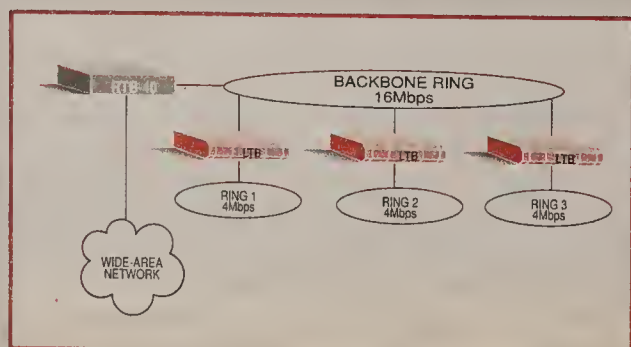 BACKBONE RING
16Mbps
LTB
LTB
LTB
RING 1
4Mbps
RING 2
4Mbps
RING 3
4Mbps
WIDE-AREA
NETWORK